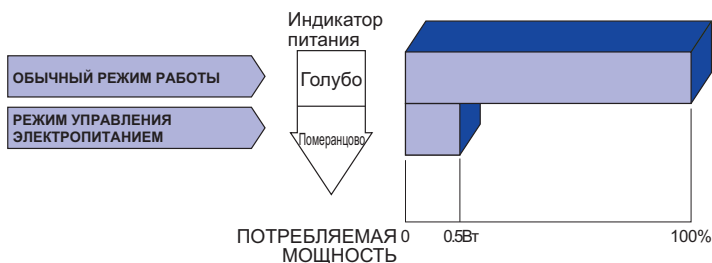 Индикатор
питания
ОБЫЧНЫЙ РЕЖИМ РАБОТЫ
Голубо
РЕЖИМ УПРАВЛЕНИЯ
ЭЛЕКТРОПИТАНИЕМ
Померанцово
ПОТРЕБЛЯЕМАЯ
МОЩНОСТЬ
0 0.5Вт 100%